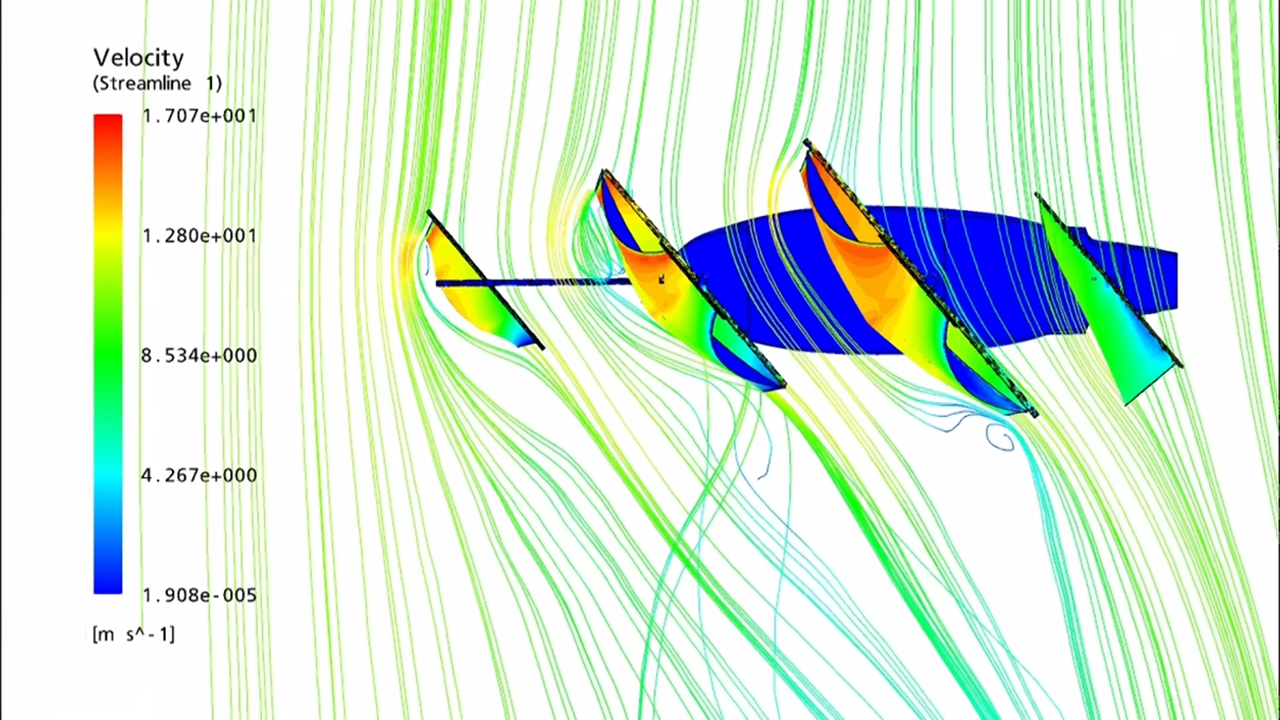 Velocity
(Streamline 1)
1.707e+001
1.280e+001
8.534e+000
4.267e+000
1.908e-005
[m s^-1]